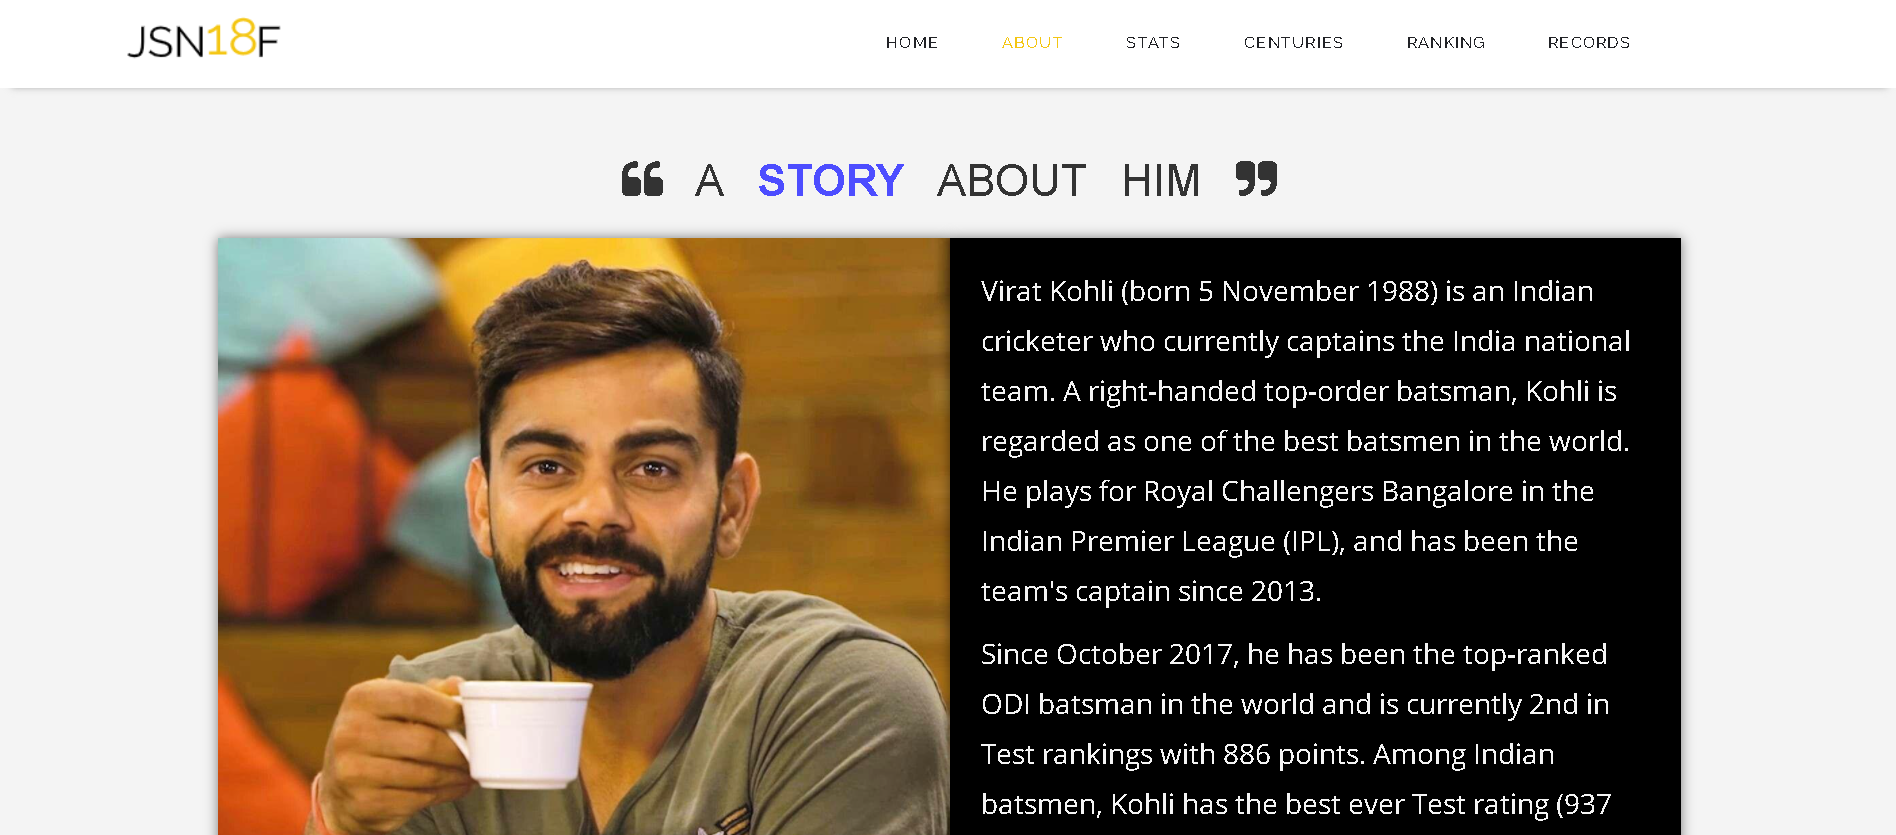 JSN18F
HOME ABOUT STATS CENTURIES RANKING RECORDS
“ A STORY ABOUT HIM ”
Virat Kohli (born 5 November 1988) is an Indian
cricketer who currently captains the India national
team. A right-handed top-order batsman, Kohli is
regarded as one of the best batsmen in the world.
He plays for Royal Challengers Bangalore in the
Indian Premier League (IPL), and has been the
team's captain since 2013.
Since October 2017, he has been the top-ranked
ODI batsman in the world and is currently 2nd in
Test rankings with 886 points. Among Indian
batsmen, Kohli has the best ever Test rating (937